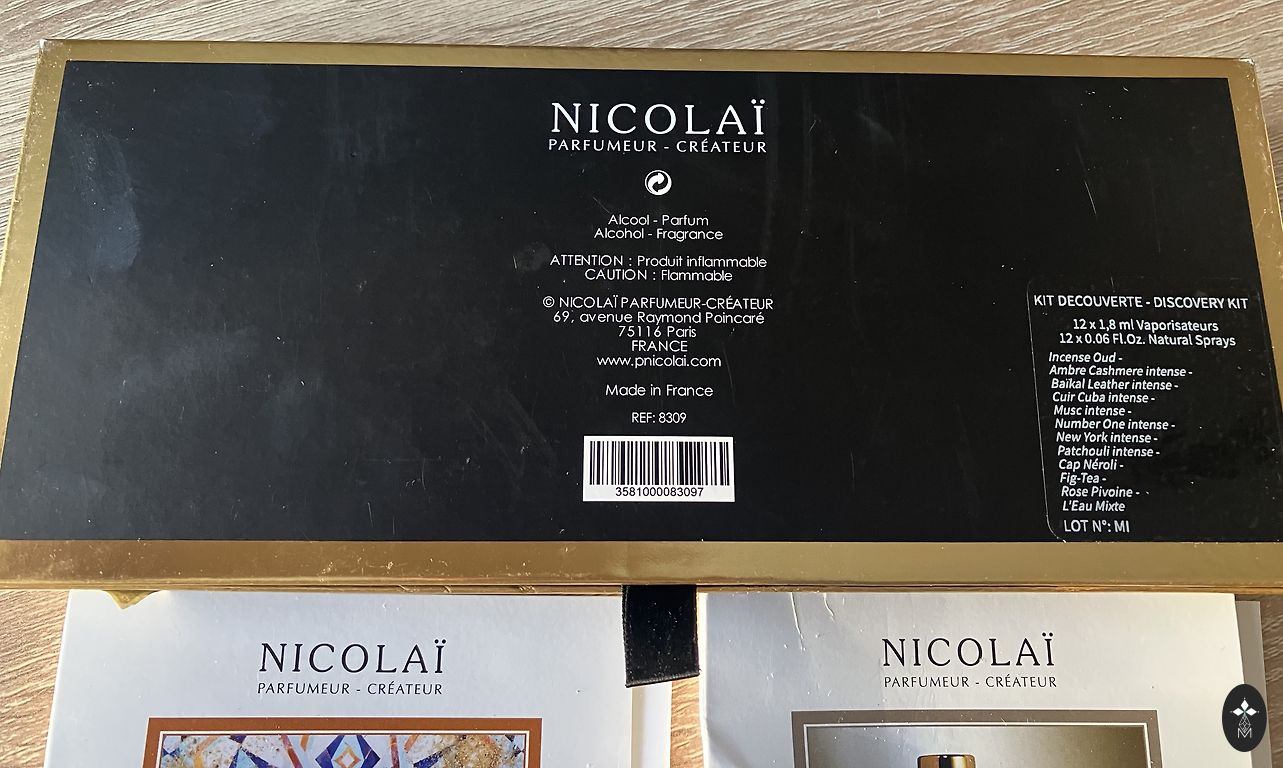 NICOLAÏ
PARFUMEUR - CRÉATEUR
Alcool - Parfum
Alcohol - Fragrance
ATTENTION : Produit inflammable
CAUTION : Flammable
© NICOLAÏ PARFUMEUR-CRÉATEUR
69, avenue Raymond Poincaré
75116 Paris
FRANCE
www.pnicolai.com
Made in France
REF: 8309
3581000083097
KIT DECOUVERTE - DISCOVERY KIT
12 x 1,8 ml Vaporisateurs
12 x 0.06 Fl.Oz. Natural Sprays
Incense Oud -
Ambre Cashmere intense -
Baïkal Leather intense -
Cuir Cuba intense -
Musc intense -
Number One intense -
New York intense -
Patchouli intense -
Cap Néroli -
Fig-Tea -
Rose Pivoine -
L'Eau Mixte
LOT N°: MI
NICOLAÏ
PARFUMEUR - CRÉATEUR
NICOLAÏ
PARFUMEUR - CRÉATEUR